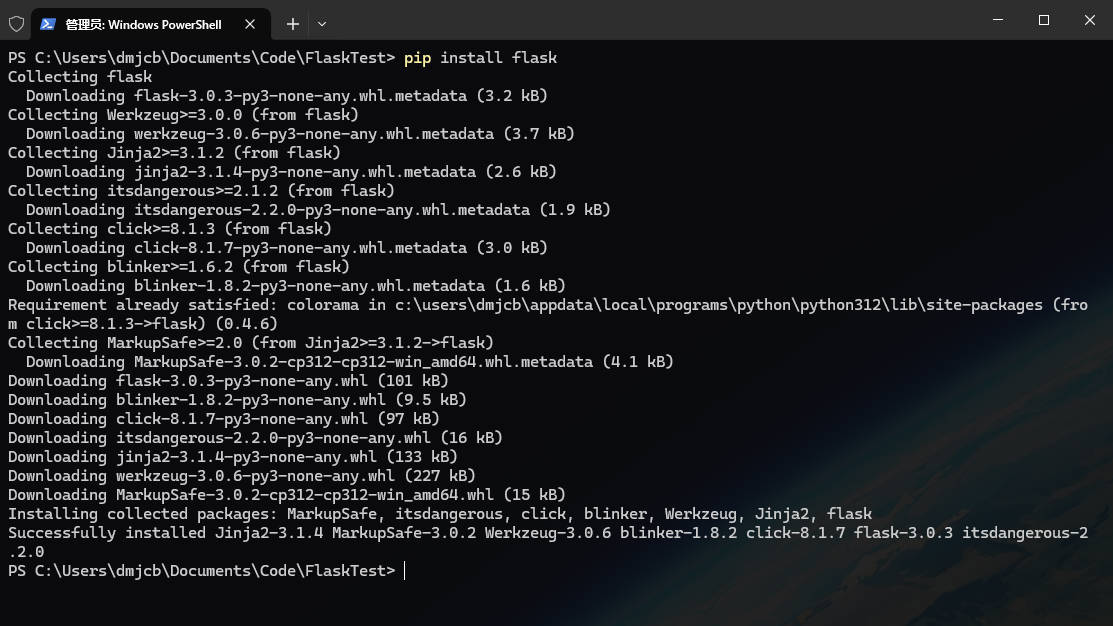 管理员: Windows PowerShell
PS C:\Users\dmjcb\Documents\Code\FlaskTest> pip install flask
Collecting flask
  Downloading flask-3.0.3-py3-none-any.whl.metadata (3.2 kB)
Collecting Werkzeug>=3.0.0 (from flask)
  Downloading werkzeug-3.0.6-py3-none-any.whl.metadata (3.7 kB)
Collecting Jinja2>=3.1.2 (from flask)
  Downloading jinja2-3.1.4-py3-none-any.whl.metadata (2.6 kB)
Collecting itsdangerous>=2.1.2 (from flask)
  Downloading itsdangerous-2.2.0-py3-none-any.whl.metadata (1.9 kB)
Collecting click>=8.1.3 (from flask)
  Downloading click-8.1.7-py3-none-any.whl.metadata (3.0 kB)
Collecting blinker>=1.6.2 (from flask)
  Downloading blinker-1.8.2-py3-none-any.whl.metadata (1.6 kB)
Requirement already satisfied: colorama in c:\users\dmjcb\appdata\local\programs\python\python312\lib\site-packages (fro
m click>=8.1.3->flask) (0.4.6)
Collecting MarkupSafe>=2.0 (from Jinja2>=3.1.2->flask)
  Downloading MarkupSafe-3.0.2-cp312-cp312-win_amd64.whl.metadata (4.1 kB)
Downloading flask-3.0.3-py3-none-any.whl (101 kB)
Downloading blinker-1.8.2-py3-none-any.whl (9.5 kB)
Downloading click-8.1.7-py3-none-any.whl (97 kB)
Downloading itsdangerous-2.2.0-py3-none-any.whl (16 kB)
Downloading jinja2-3.1.4-py3-none-any.whl (133 kB)
Downloading werkzeug-3.0.6-py3-none-any.whl (227 kB)
Downloading MarkupSafe-3.0.2-cp312-cp312-win_amd64.whl (15 kB)
Installing collected packages: MarkupSafe, itsdangerous, click, blinker, Werkzeug, Jinja2, flask
Successfully installed Jinja2-3.1.4 MarkupSafe-3.0.2 Werkzeug-3.0.6 blinker-1.8.2 click-8.1.7 flask-3.0.3 itsdangerous-2
.2.0
PS C:\Users\dmjcb\Documents\Code\FlaskTest>